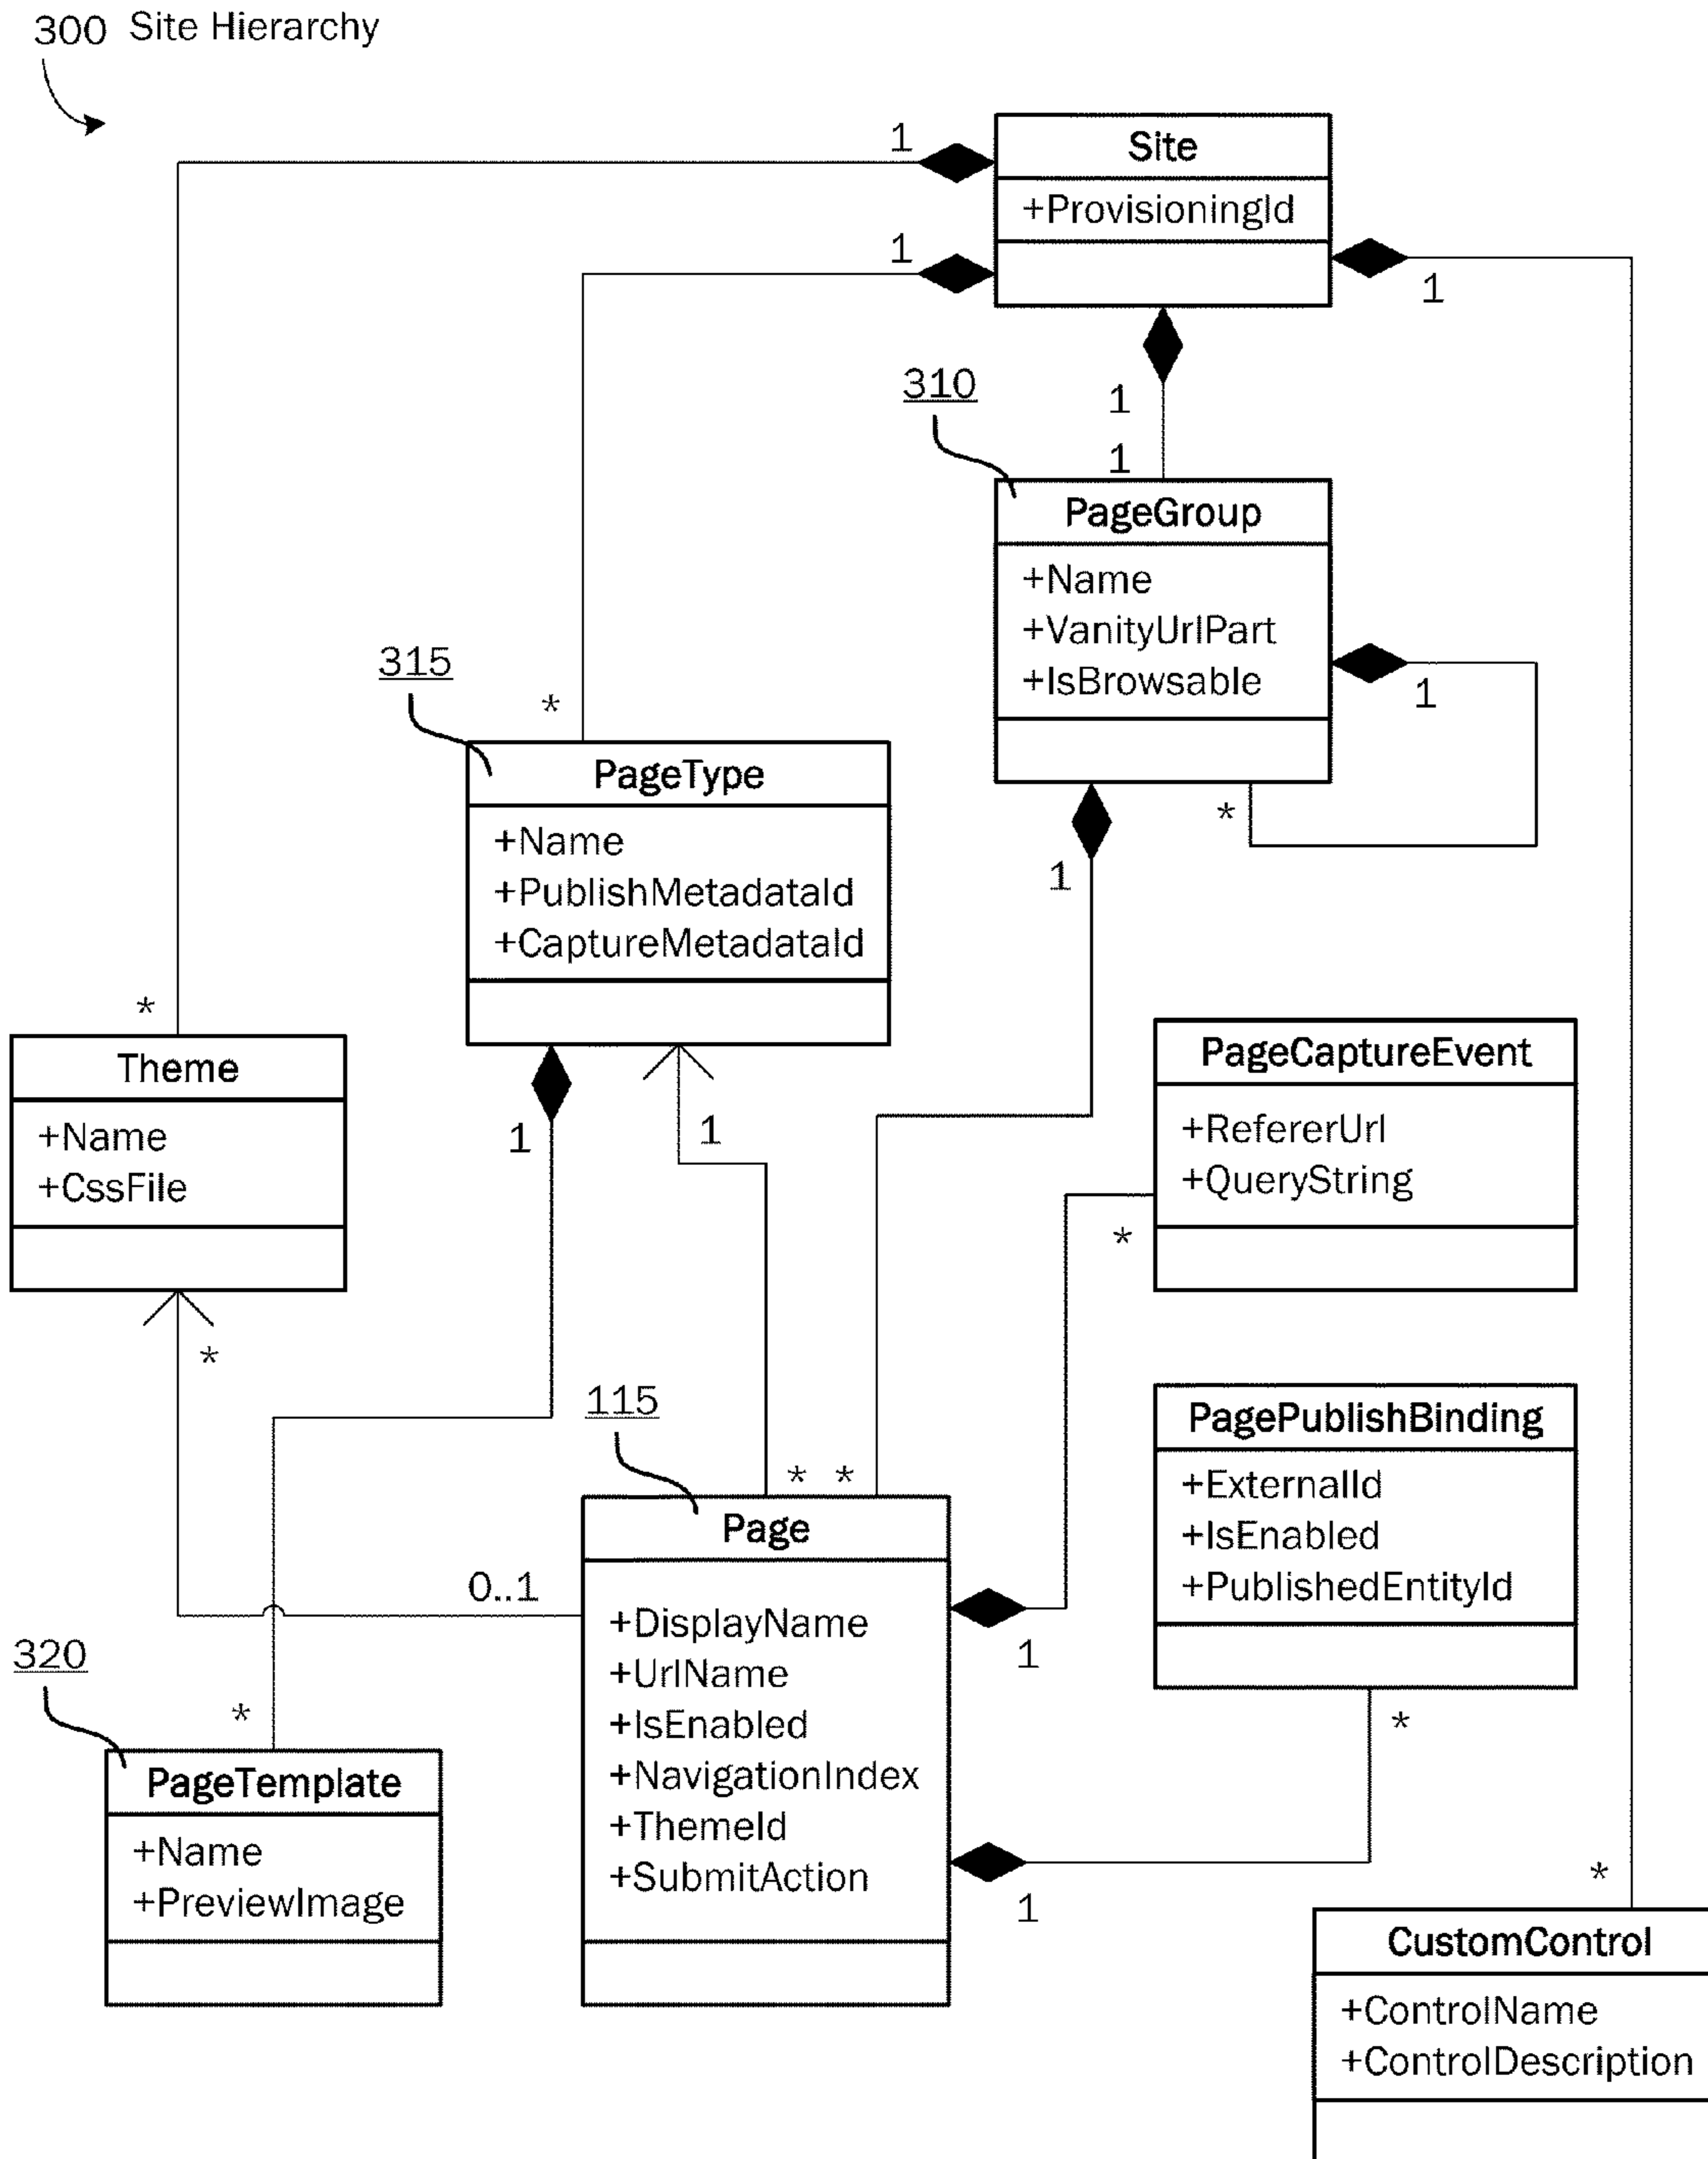 300 Site Hierarchy
1
Site
+ProvisioningId
1
1
1
310
1
PageGroup
+Name
+VanityUrlPart
+IsBrowsable
1
*
1
315
*
PageType
+Name
+PublishMetadataId
+CaptureMetadataId
1
1
*
Theme
+Name
+CssFile
*
PageCaptureEvent
+RefererUrl
+QueryString
*
PagePublishBinding
+ExternalId
+IsEnabled
+PublishedEntityId
*
115
* *
Page
0..1
+DisplayName
+UrlName
+IsEnabled
+NavigationIndex
+ThemeId
+SubmitAction
1
1
320
*
PageTemplate
+Name
+PreviewImage
*
CustomControl
+ControlName
+ControlDescription